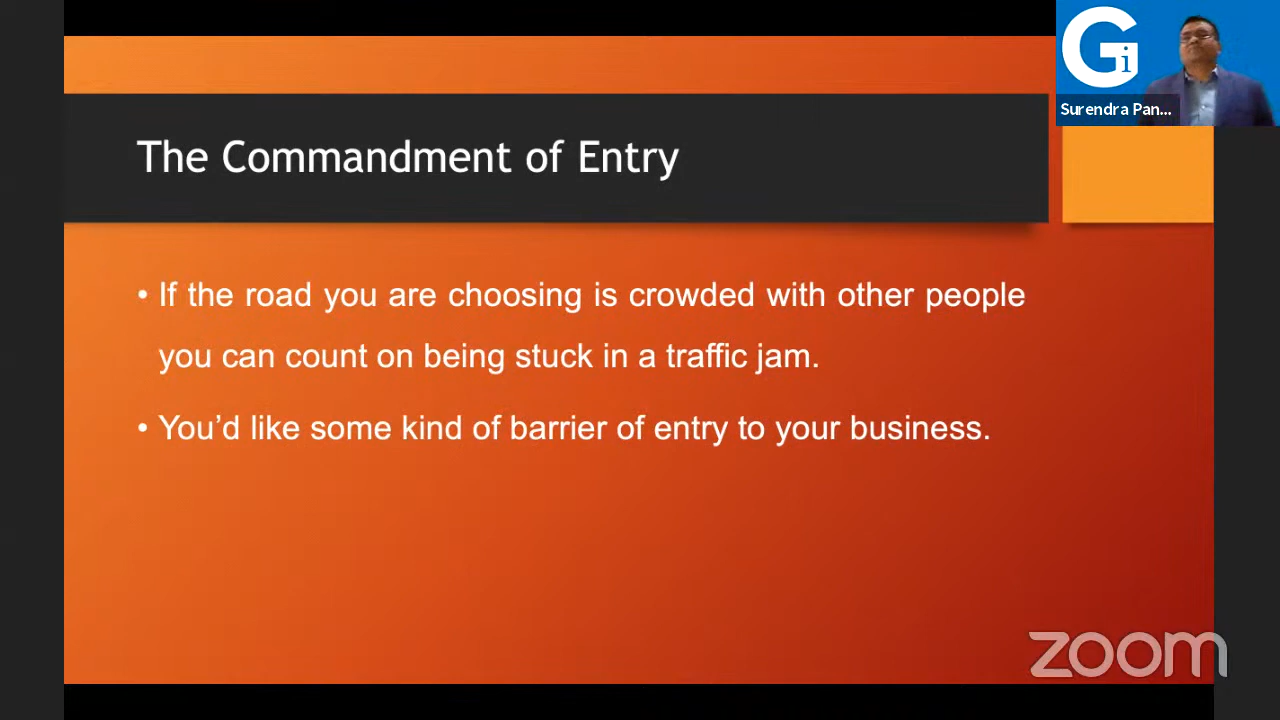 Gi
Surendra Pan...
The Commandment of Entry
• If the road you are choosing is crowded with other people
you can count on being stuck in a traffic jam.
• You’d like some kind of barrier of entry to your business.
zoom